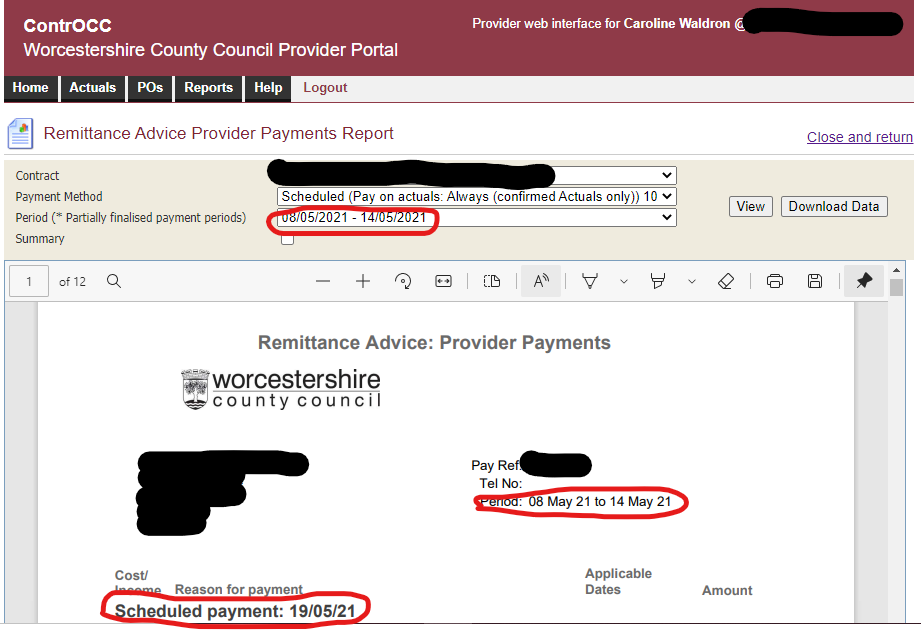 ContrOCC
Provider web interface for Caroline Waldron @
Worcestershire County Council Provider Portal
Home Actuals POs Reports Help Logout
Remittance Advice Provider Payments Report
Close and return
Contract
Payment Method Scheduled (Pay on actuals: Always (confirmed Actuals only)) 10
Period (* Partially finalised payment periods) 08/05/2021 - 14/05/2021
View Download Data
Summary
1 of 12
Remittance Advice: Provider Payments
worcestershire
county council
Pay Ref:
Tel No:
Period: 08 May 21 to 14 May 21
Cost/
Income Reason for payment
Applicable
Dates
Amount
Scheduled payment: 19/05/21